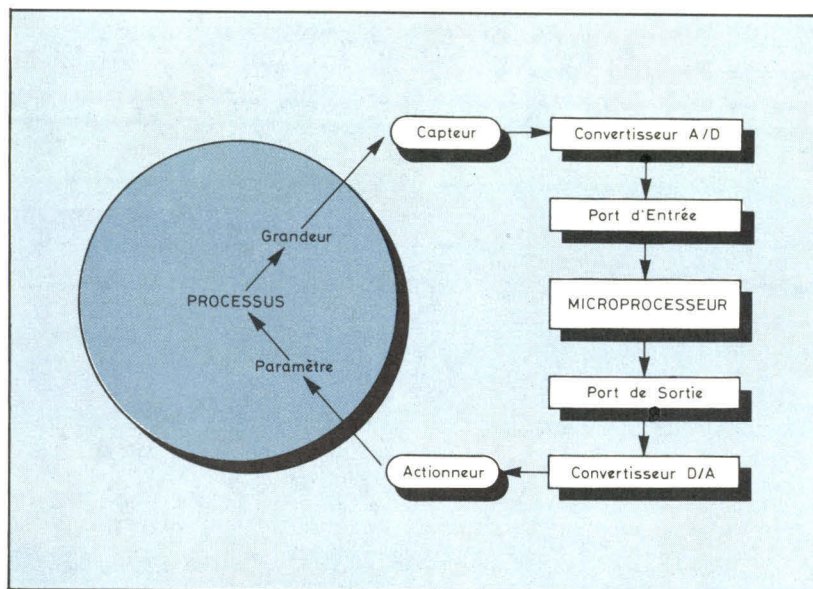 Capteur
Convertisseur A/D
Port d'Entrée
Grandeur
PROCESSUS
MICROPROCESSEUR
Paramètre
Port de Sortie
Actionneur
Convertisseur D/A